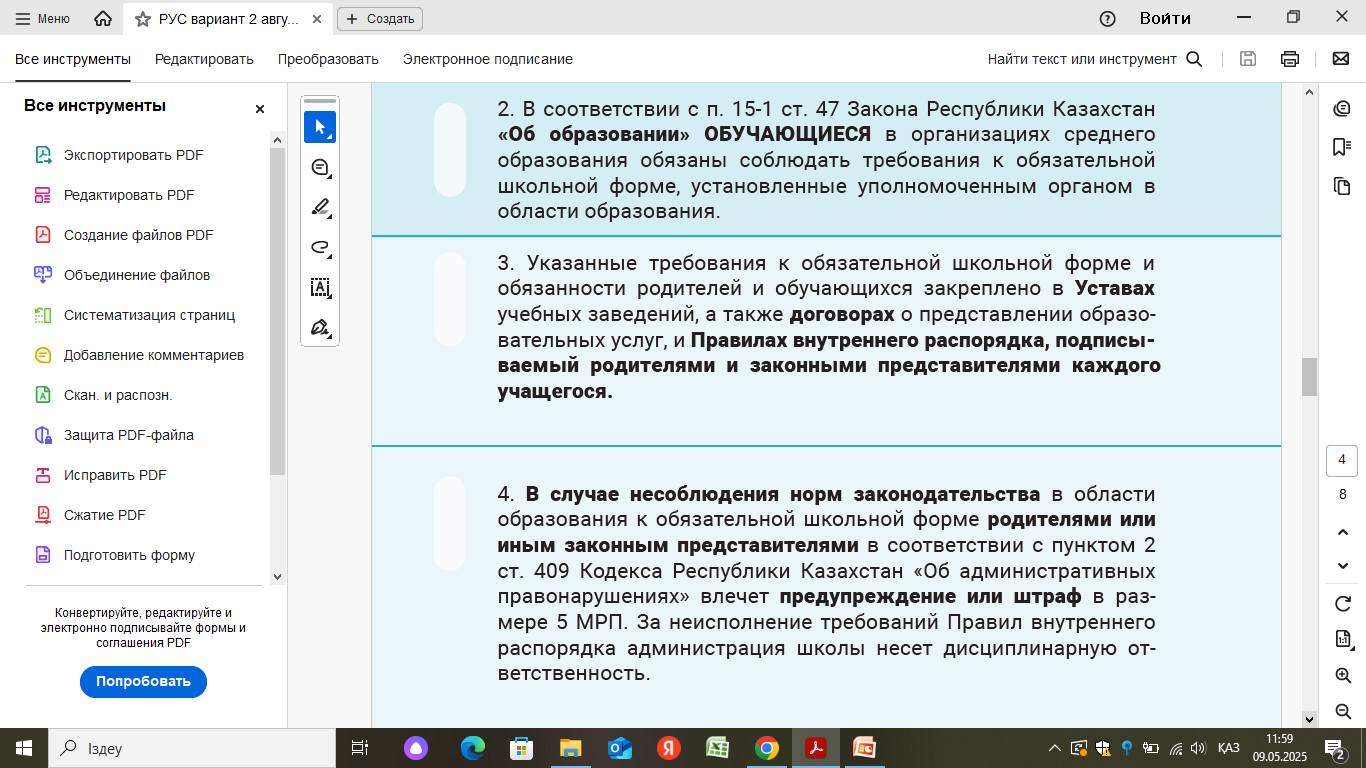 Меню
РУС вариант 2 авгу...
Создать
Войти
Все инструменты
Редактировать
Преобразовать
Электронное подписание
Найти текст или инструмент
Все инструменты
Экспортировать PDF
Редактировать PDF
Создание файлов PDF
Объединение файлов
Систематизация страниц
Добавление комментариев
Скан. и распозн.
Защита PDF-файла
Исправить PDF
Сжатие PDF
Подготовить форму
Конвертируйте, редактируйте и
электронно подписывайте формы и
соглашения PDF
Попробовать
2. В соответствии с п. 15-1 ст. 47 Закона Республики Казахстан
«Об образовании» ОБУЧАЮЩИЕСЯ в организациях среднего
образования обязаны соблюдать требования к обязательной
школьной форме, установленные уполномоченным органом в
области образования.
3. Указанные требования к обязательной школьной форме и
обязанности родителей и обучающихся закреплено в Уставах
учебных заведений, а также договорах о представлении образо-
вательных услуг, и Правилах внутреннего распорядка, подписы-
ваемый родителями и законными представителями каждого
учащегося.
4. В случае несоблюдения норм законодательства в области
образования к обязательной школьной форме родителями или
иным законным представителями в соответствии с пунктом 2
ст. 409 Кодекса Республики Казахстан «Об административных
правонарушениях» влечет предупреждение или штраф в раз-
мере 5 МРП. За неисполнение требований Правил внутреннего
распорядка администрация школы несет дисциплинарную от-
ветственность.
4
8
1:1
Іздеу
ҚАЗ
11:59
09.05.2025
2